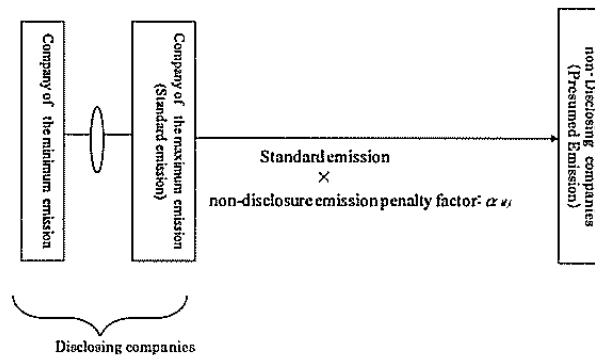 Company of the minimum emission
Company of the maximum emission
(Standard emission)
non-Disclosing companies
(Presumed Emission)
Standard emission
×
non-disclosure emission penalty factor: α
Disclosing companies